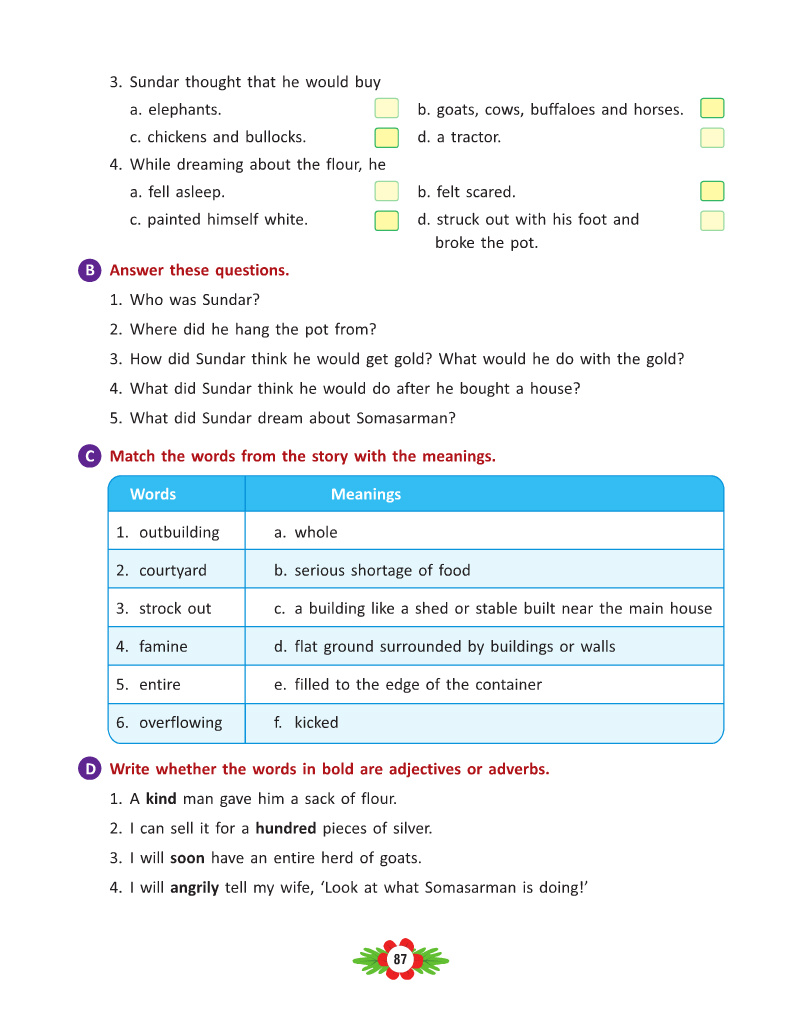 3. Sundar thought that he would buy
a. elephants. b. goats, cows, buffaloes and horses.
c. chickens and bullocks. d. a tractor.
4. While dreaming about the flour, he
a. fell asleep. b. felt scared.
c. painted himself white. d. struck out with his foot and
broke the pot.
B Answer these questions.
1. Who was Sundar?
2. Where did he hang the pot from?
3. How did Sundar think he would get gold? What would he do with the gold?
4. What did Sundar think he would do after he bought a house?
5. What did Sundar dream about Somasarman?
C Match the words from the story with the meanings.
Words Meanings
1. outbuilding a. whole
2. courtyard b. serious shortage of food
3. strock out c. a building like a shed or stable built near the main house
4. famine d. flat ground surrounded by buildings or walls
5. entire e. filled to the edge of the container
6. overflowing f. kicked
D Write whether the words in bold are adjectives or adverbs.
1. A kind man gave him a sack of flour.
2. I can sell it for a hundred pieces of silver.
3. I will soon have an entire herd of goats.
4. I will angrily tell my wife, ‘Look at what Somasarman is doing!’
87